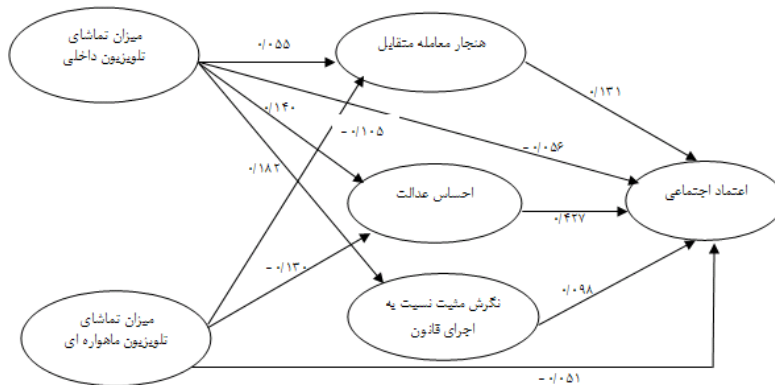 میزان تماشای
تلویزیون داخلی
هنجار معامله متقابل
۰/۰۵۵
۰/۱۳۱
۰/۱۴۰
- ۰/۱۰۵
- ۰/۰۵۶
۰/۱۸۲
احساس عدالت
اعتماد اجتماعی
۰/۴۲۷
- ۰/۱۳۰
نگرش مثبت نسبت به
اجرای قانون
۰/۰۹۸
میزان تماشای
تلویزیون ماهواره ای
- ۰/۰۵۱